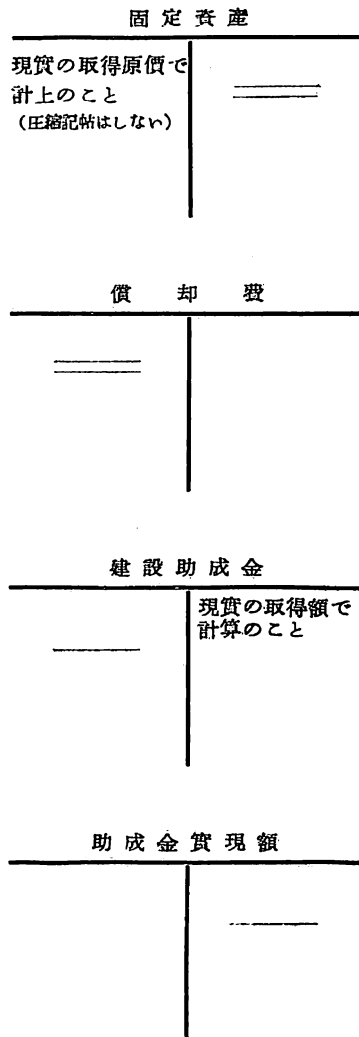 固定資産
現實の取得原價で
計上のこと
（圧縮記帖はしない）
償却費
建設助成金
現實の取得額で
計算のこと
助成金實現額